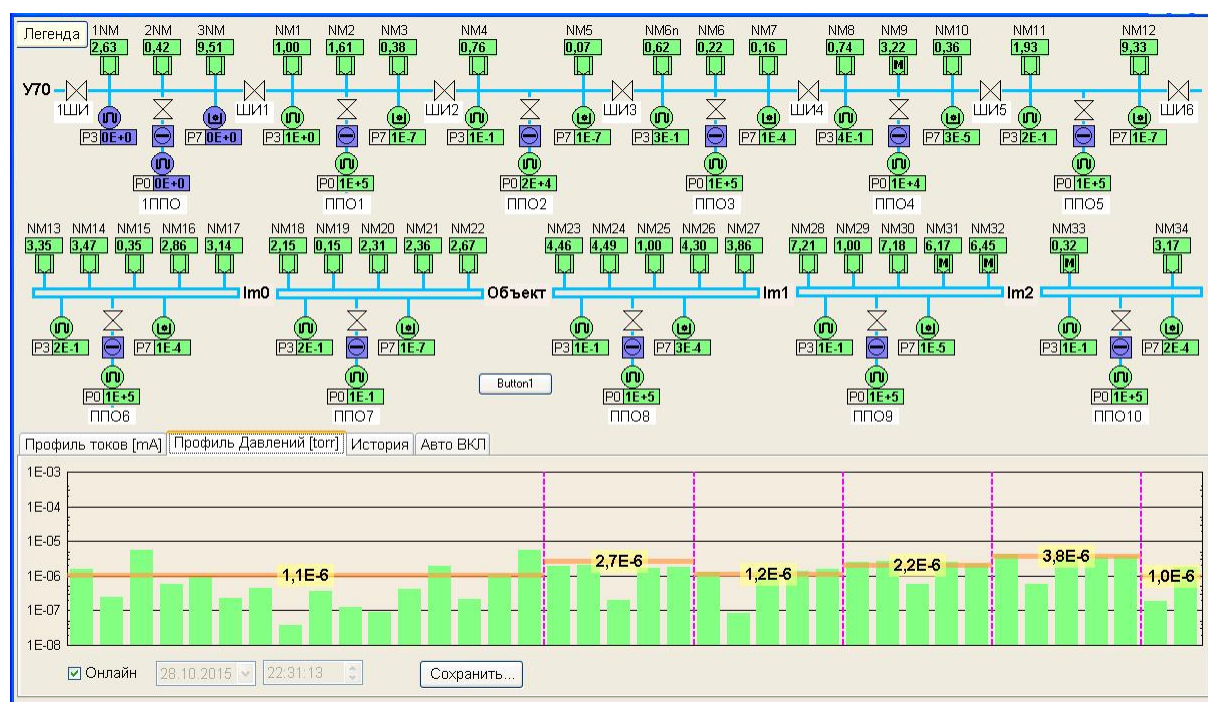 Легенда 1NM 2NM 3NM NM1 NM2 NM3 NM4 NM5 NM6n NM6 NM7 NM8 NM9 NM10 NM11 NM12
2,63 0,42 9,51 1,00 1,61 0,38 0,76 0,07 0,62 0,22 0,16 0,74 3,22 0,36 1,93 9,33
M
У70
1ШИ ШИ1 ШИ2 ШИ3 ШИ4 ШИ5 ШИ6
P3 0E+0 P7 0E+0 P3 1E+0 P7 1E-7 P3 1E-1 P7 1E-7 P3 3E-1 P7 1E-4 P3 4E-1 P7 3E-5 P3 2E-1 P7 1E-7
P0 0E+0 P0 1E+5 P0 2E+4 P0 1E+5 P0 1E+4 P0 1E+5
1ППО ППО1 ППО2 ППО3 ППО4 ППО5
NM13 NM14 NM15 NM16 NM17 NM18 NM19 NM20 NM21 NM22 NM23 NM24 NM25 NM26 NM27 NM28 NM29 NM30 NM31 NM32 NM33 NM34
3,35 3,47 0,35 2,86 3,14 2,15 0,15 2,31 2,36 2,67 4,46 4,49 1,00 4,30 3,86 7,21 1,00 7,18 6,17 6,45 0,32 3,17
M M M
Im0 Объект Im1 Im2
P3 2E-1 P7 1E-4 P3 2E-1 P7 1E-7 P3 1E-1 P7 3E-4 P3 1E-1 P7 1E-5 P3 1E-1 P7 2E-4
Button1
P0 1E+5 P0 1E-1 P0 1E+5 P0 1E+5 P0 1E+5
ППО6 ППО7 ППО8 ППО9 ППО10
Профиль токов [mA] Профиль Давлений [torr] История Авто ВКЛ
1E-03
1E-04
1E-05
1E-06
1E-07
1E-08
1,1E-6 2,7E-6 1,2E-6 2,2E-6 3,8E-6 1,0E-6
Онлайн 28.10.2015 22:31:13 Сохранить...